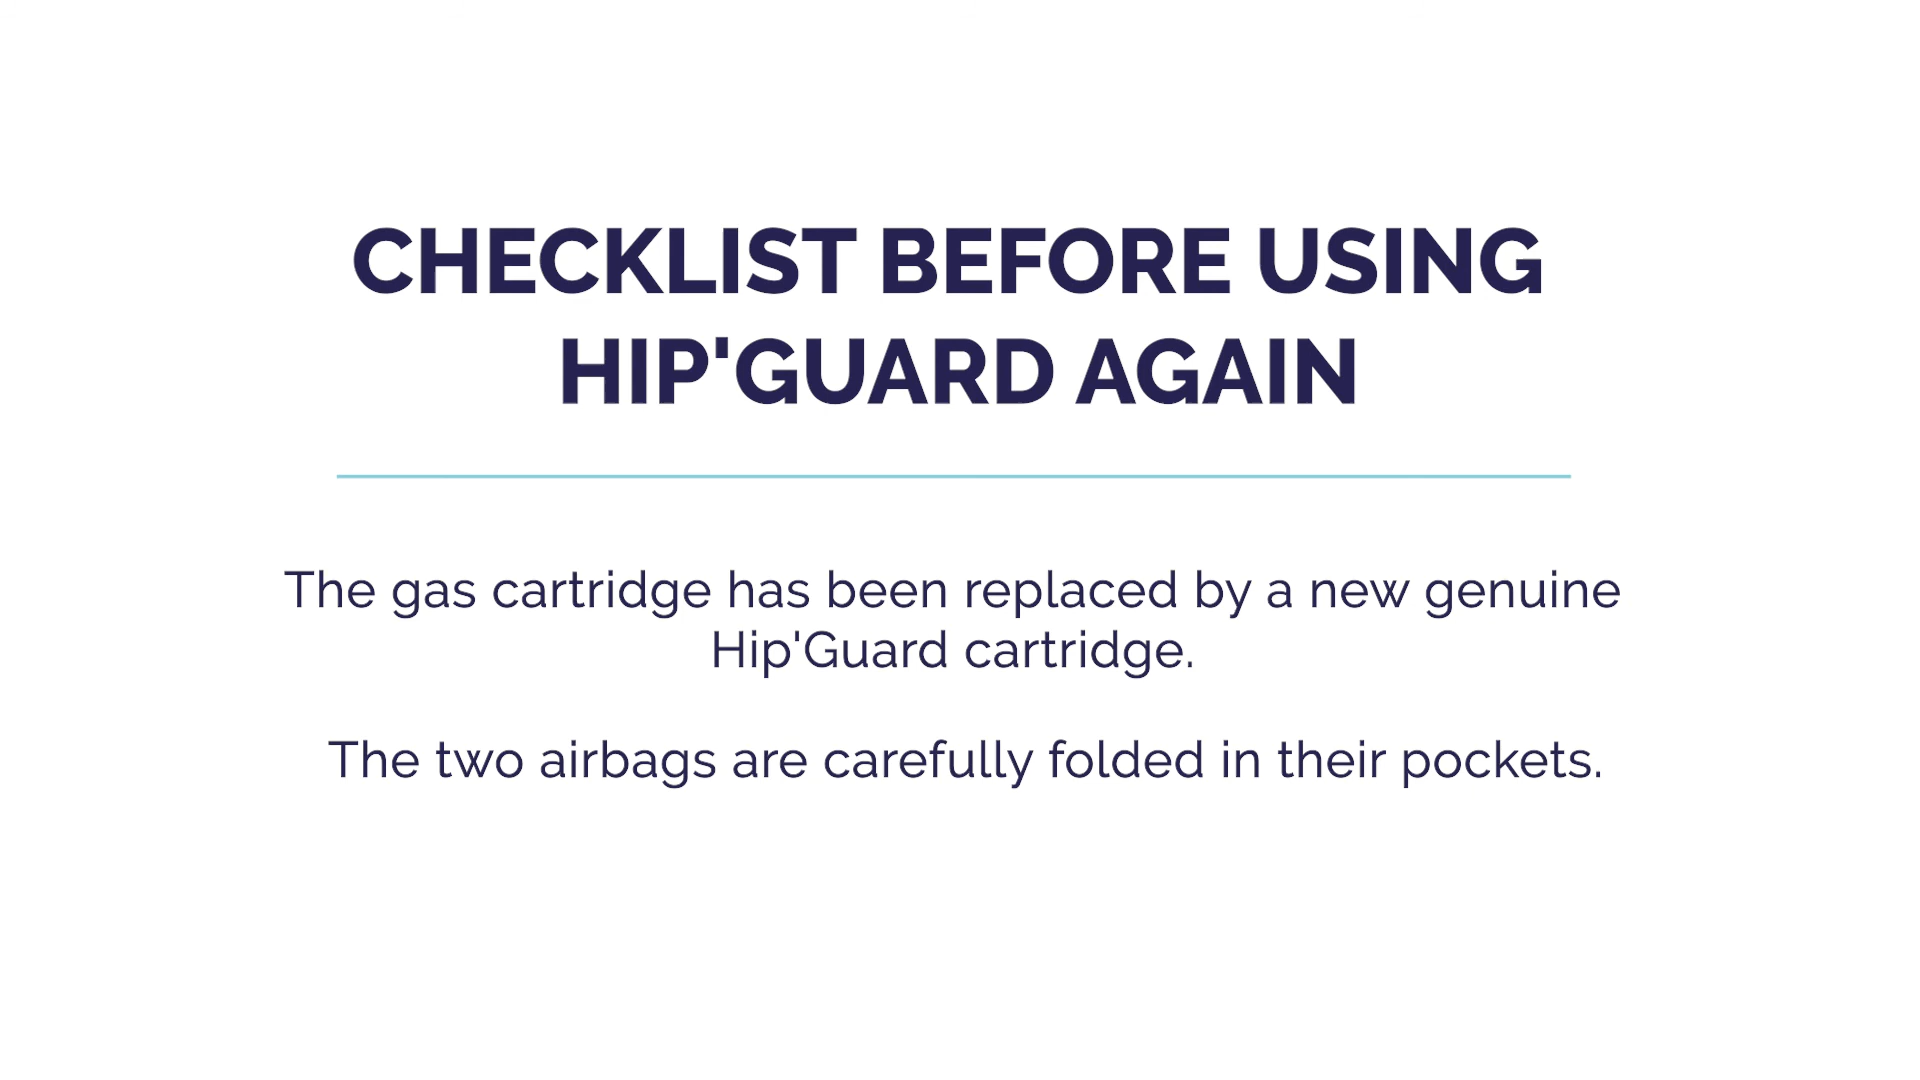 CHECKLIST BEFORE USING
HIP'GUARD AGAIN
The gas cartridge has been replaced by a new genuine
Hip'Guard cartridge.
The two airbags are carefully folded in their pockets.